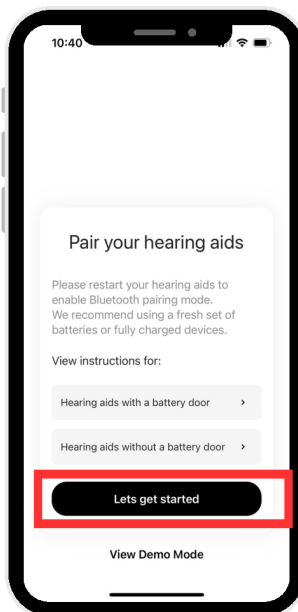 10:40
Pair your hearing aids
Please restart your hearing aids to
enable Bluetooth pairing mode.
We recommend using a fresh set of
batteries or fully charged devices.
View instructions for:
Hearing aids with a battery door
Hearing aids without a battery door
Lets get started
View Demo Mode